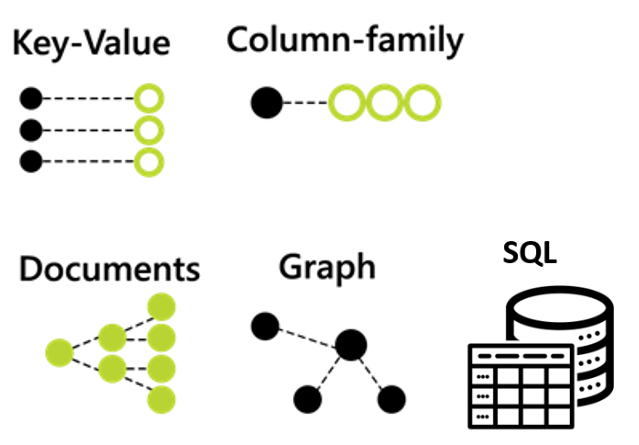 Key-Value
Column-family
Documents
Graph
SQL